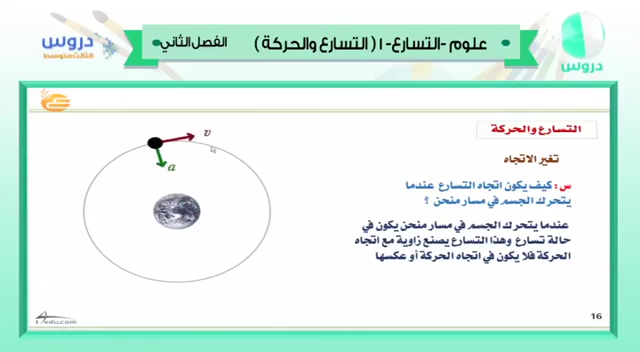 علوم -التسارع-١ (التسارع والحركة) الفصل الثاني
دروس
الثالث متوسط
دروس
التسارع والحركة
تغير الاتجاه
س: كيف يكون اتجاه التسارع عندما
يتحرك الجسم في مسار منحن ؟
عندما يتحرك الجسم في مسار منحن يكون في
حالة تسارع وهذا التسارع يصنع زاوية مع اتجاه
الحركة فلا يكون في اتجاه الحركة أو عكسها
v
a
16